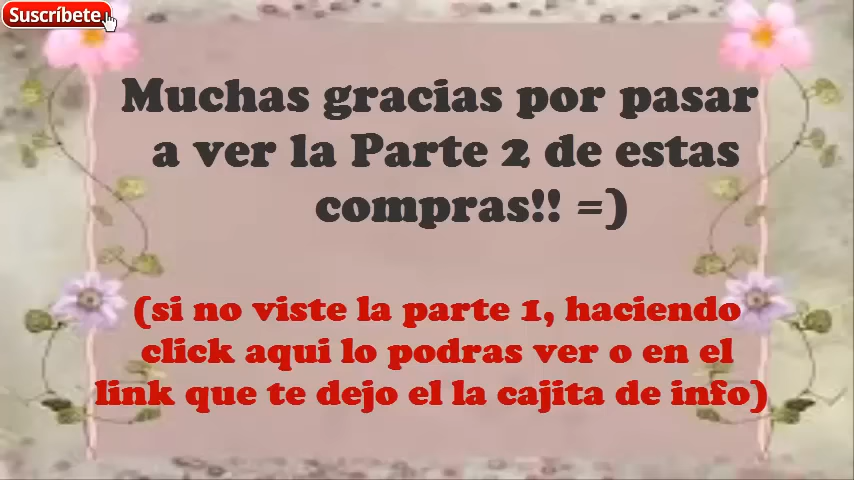 Suscríbete
Muchas gracias por pasar
a ver la Parte 2 de estas
compras!! =)
(si no viste la parte 1, haciendo
click aqui lo podras ver o en el
link que te dejo el la cajita de info)